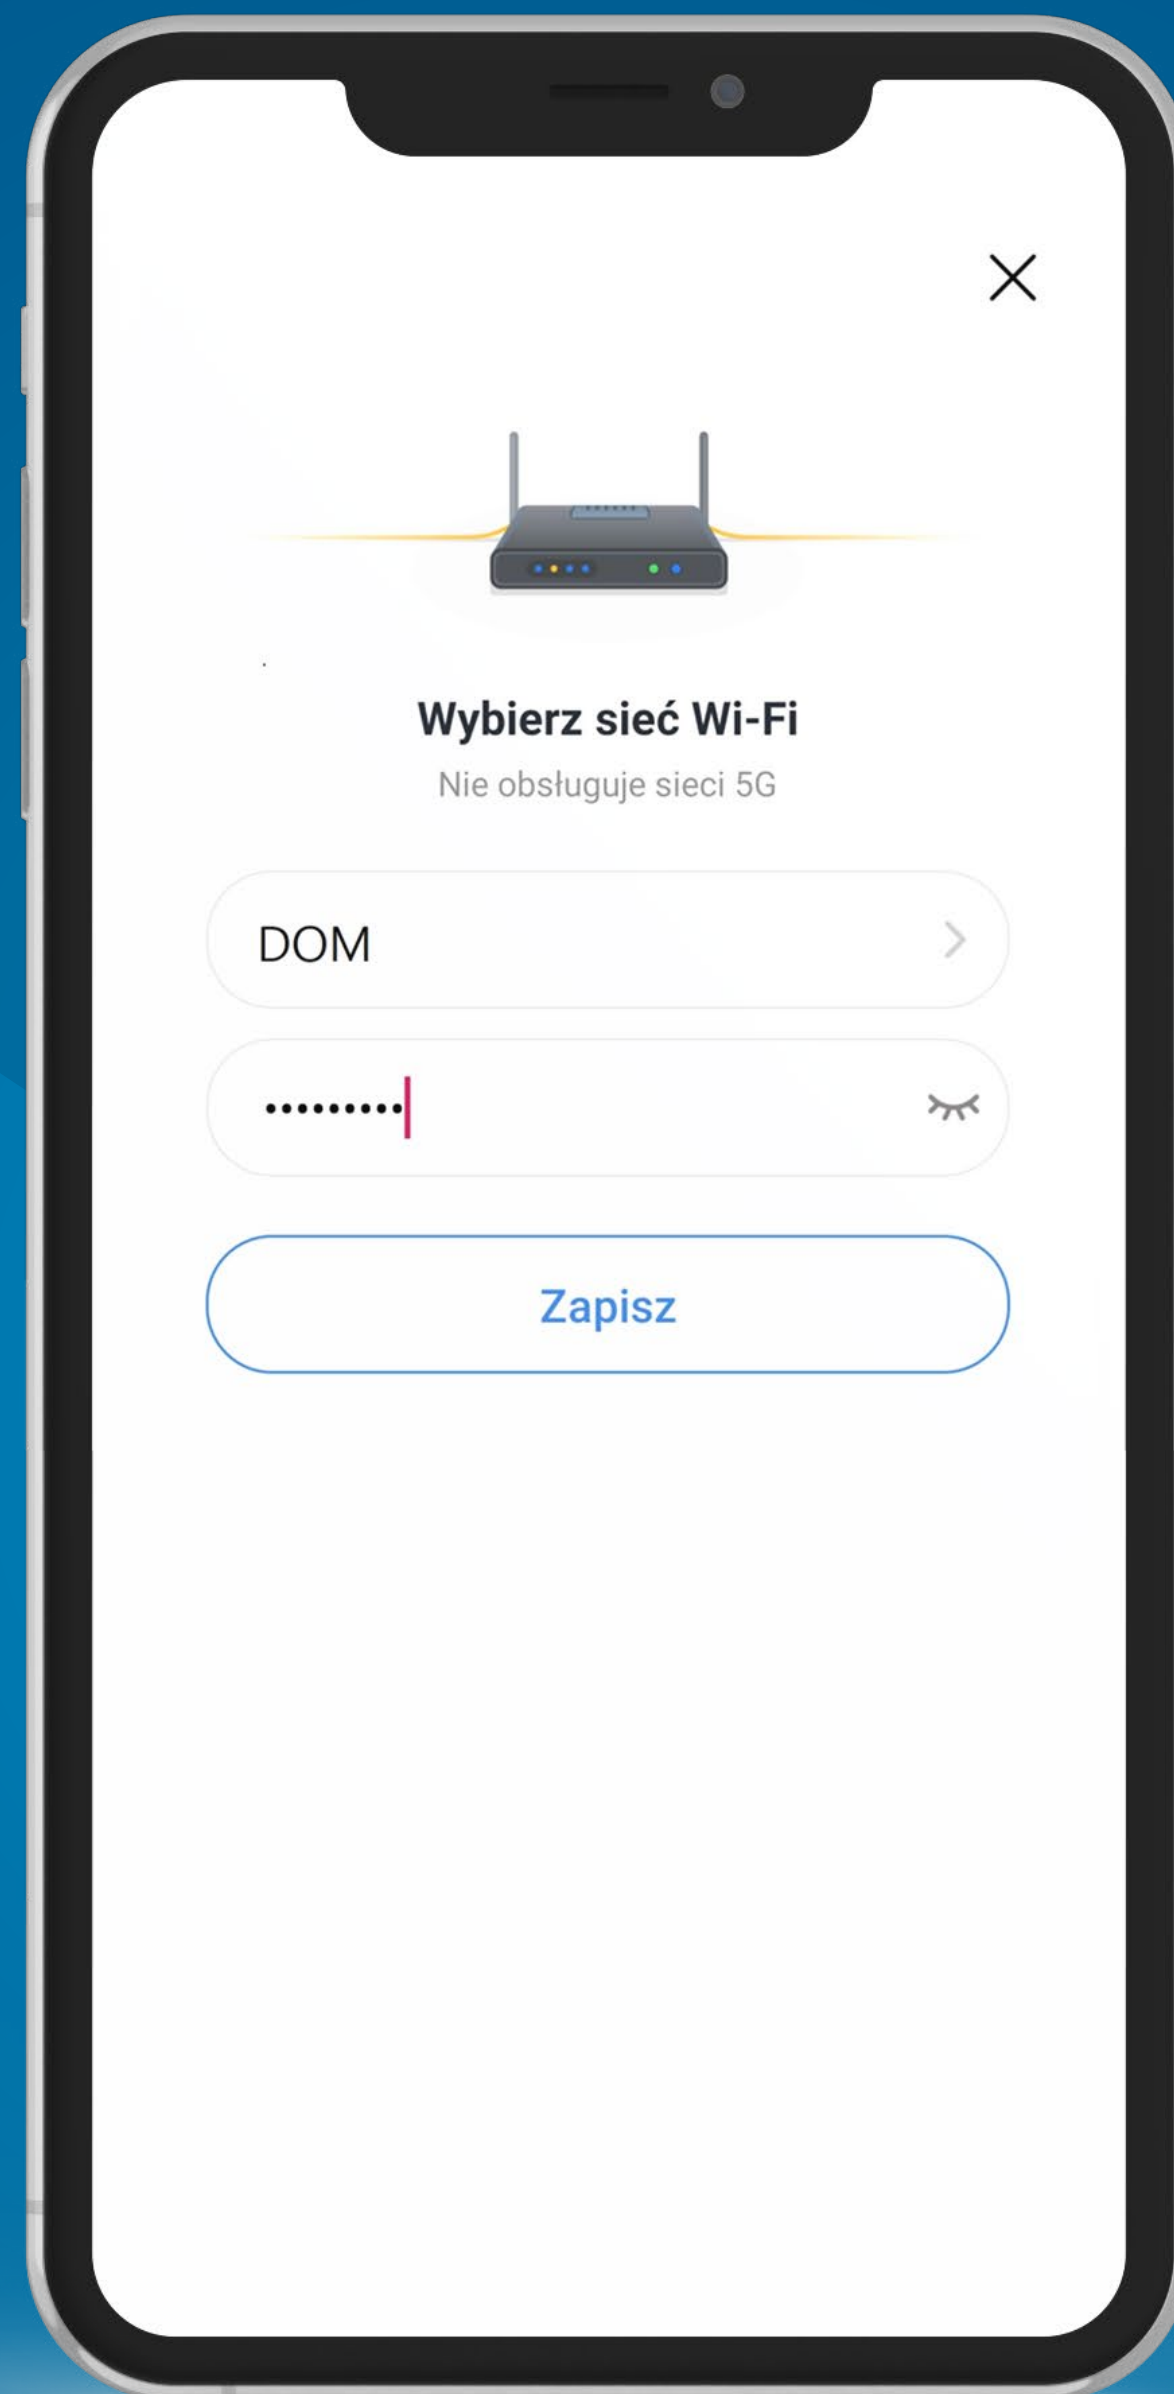 Wybierz sieć Wi-Fi
Nie obsługuje sieci 5G
DOM
•••••••••
Zapisz